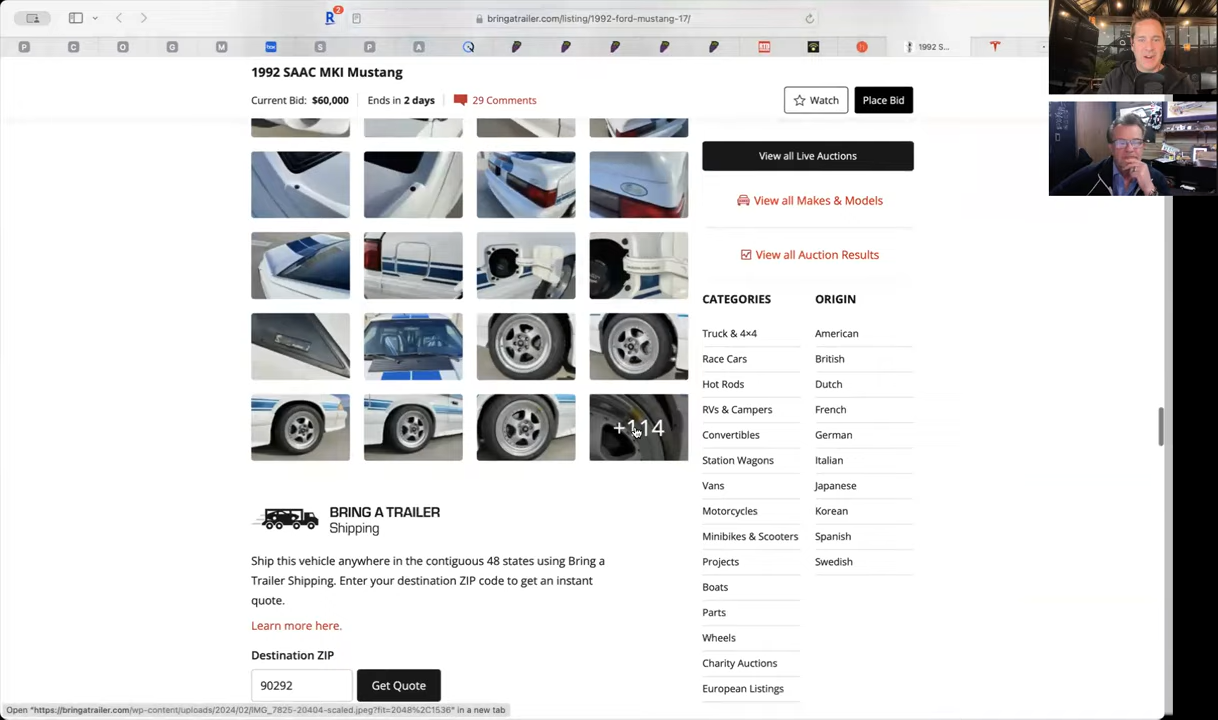 R
2
bringatrailer.com/listing/1992-ford-mustang-17/
P
C
O
G
M
S
P
A
1992 S...
1992 SAAC MKI Mustang
Current Bid: $60,000
Ends in 2 days
29 Comments
Watch
Place Bid
View all Live Auctions
View all Makes & Models
View all Auction Results
CATEGORIES
ORIGIN
Truck & 4×4
American
Race Cars
British
Hot Rods
Dutch
RVs & Campers
French
Convertibles
German
Station Wagons
Italian
Vans
Japanese
Motorcycles
Korean
Minibikes & Scooters
Spanish
Projects
Swedish
Boats
Parts
Wheels
Charity Auctions
European Listings
+114
BRING A TRAILER
Shipping
Ship this vehicle anywhere in the contiguous 48 states using Bring a
Trailer Shipping. Enter your destination ZIP code to get an instant
quote.
Learn more here.
Destination ZIP
90292
Get Quote
Open "https://bringatrailer.com/wp-content/uploads/2024/02/IMG_7825-20404-scaled.jpeg?fit=2048%2C1536" in a new tab